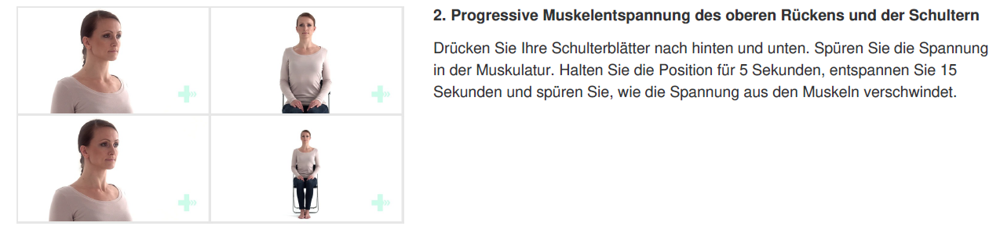 2. Progressive Muskelentspannung des oberen Rückens und der Schultern
Drücken Sie Ihre Schulterblätter nach hinten und unten. Spüren Sie die Spannung
in der Muskulatur. Halten Sie die Position für 5 Sekunden, entspannen Sie 15
Sekunden und spüren Sie, wie die Spannung aus den Muskeln verschwindet.